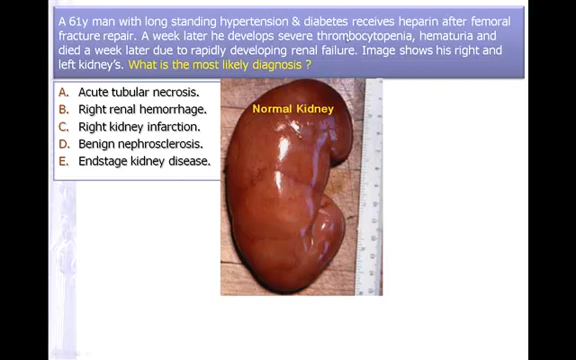 A 61y man with long standing hypertension & diabetes receives heparin after femoral
fracture repair. A week later he develops severe thrombocytopenia, hematuria and
died a week later due to rapidly developing renal failure. Image shows his right and
left kidney's. What is the most likely diagnosis ?
A. Acute tubular necrosis.
B. Right renal hemorrhage.
C. Right kidney infarction.
D. Benign nephrosclerosis.
E. Endstage kidney disease.
Normal Kidney